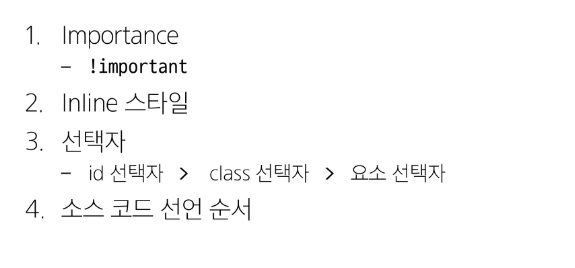 1. Importance
– !important
2. Inline 스타일
3. 선택자
– id 선택자 > class 선택자 > 요소 선택자
4. 소스 코드 선언 순서